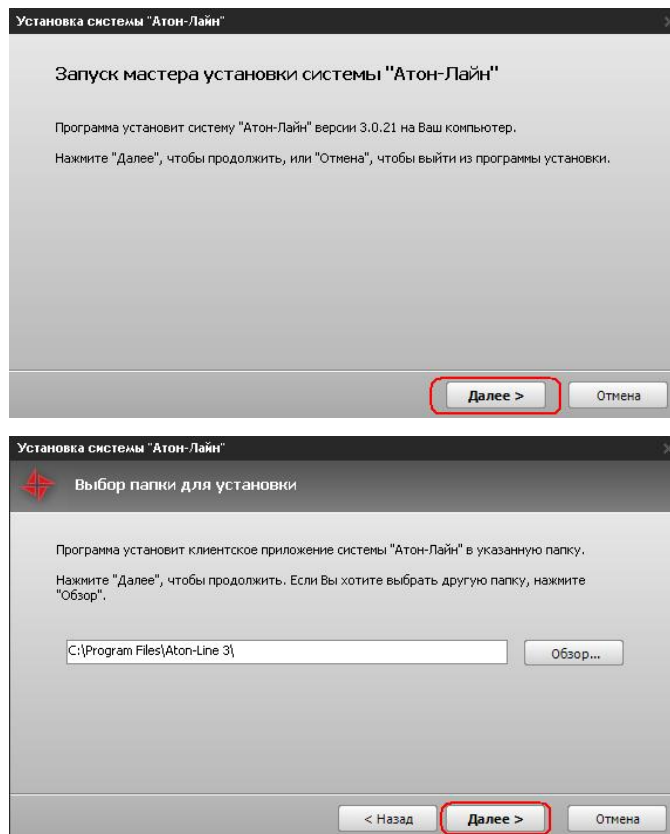 Установка системы "Атон-Лайн"
Запуск мастера установки системы "Атон-Лайн"
Программа установит систему "Атон-Лайн" версии 3.0.21 на Ваш компьютер.
Нажмите "Далее", чтобы продолжить, или "Отмена", чтобы выйти из программы установки.
Далее >
Отмена
Установка системы "Атон-Лайн"
Выбор папки для установки
Программа установит клиентское приложение системы "Атон-Лайн" в указанную папку.
Нажмите "Далее", чтобы продолжить. Если Вы хотите выбрать другую папку, нажмите
"Обзор".
C:\Program Files\Aton-Line 3\
Обзор...
< Назад
Далее >
Отмена